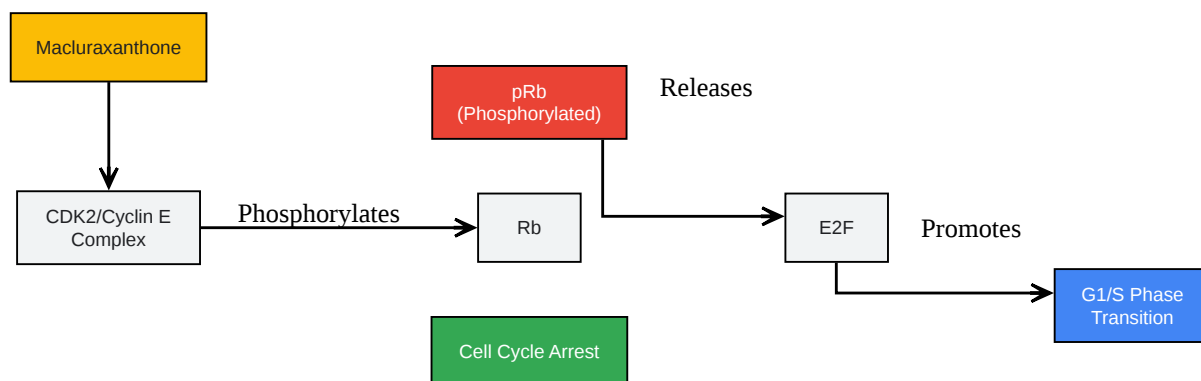 Macluraxanthone
pRb
(Phosphorylated)
Releases
CDK2/Cyclin E
Complex
Phosphorylates
Rb
E2F
Promotes
G1/S Phase
Transition
Cell Cycle Arrest